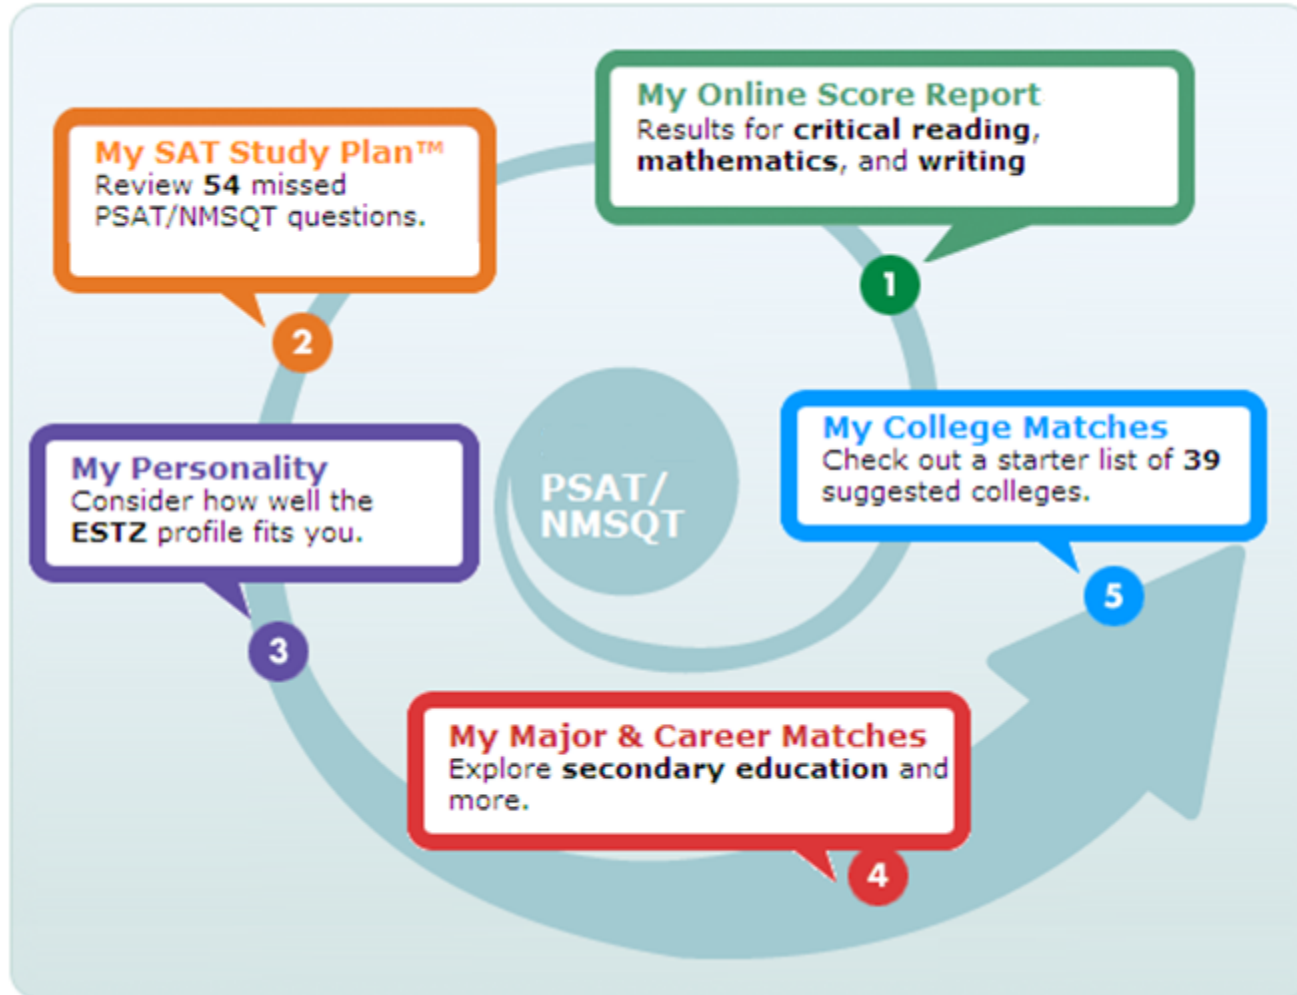 My Online Score Report
Results for critical reading,
mathematics, and writing
1
My SAT Study Plan™
Review 54 missed
PSAT/NMSQT questions.
2
My Personality
Consider how well the
ESTZ profile fits you.
3
PSAT/
NMSQT
My Major & Career Matches
Explore secondary education and
more.
4
My College Matches
Check out a starter list of 39
suggested colleges.
5